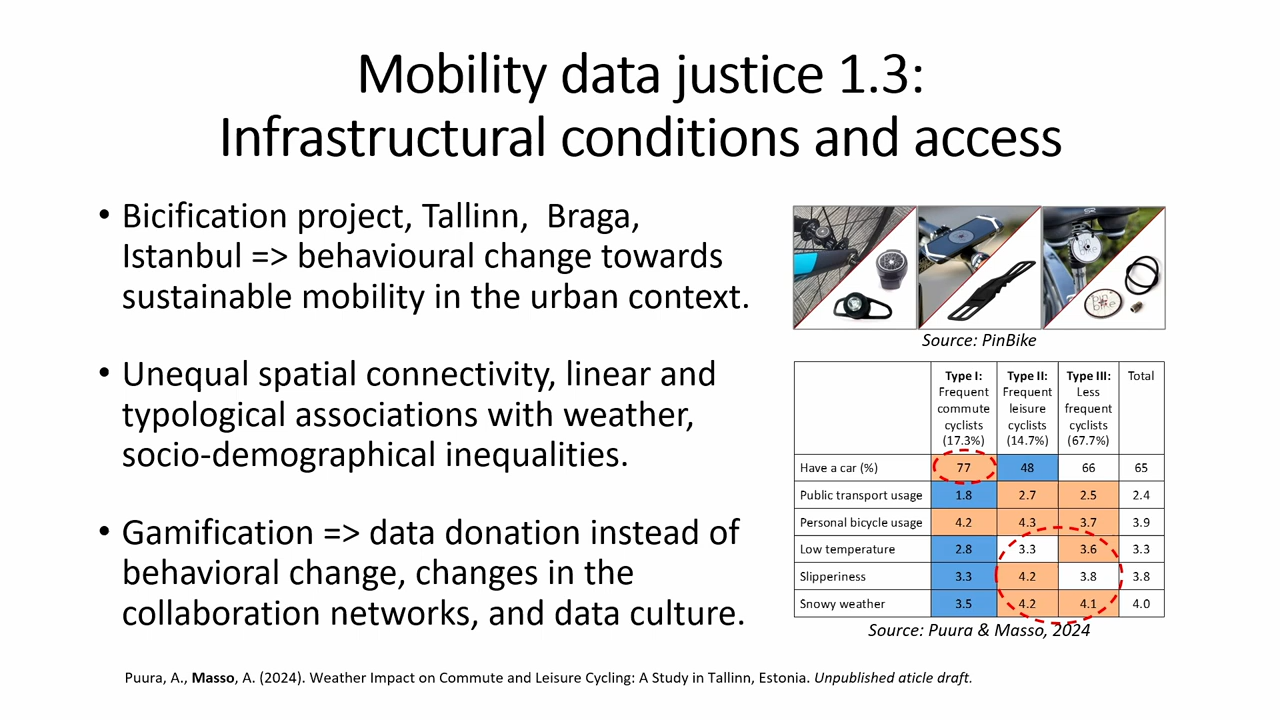 Mobility data justice 1.3:
Infrastructural conditions and access
• Bicification project, Tallinn,  Braga,
Istanbul => behavioural change towards
sustainable mobility in the urban context.
• Unequal spatial connectivity, linear and
typological associations with weather,
socio-demographical inequalities.
• Gamification => data donation instead of
behavioral change, changes in the
collaboration networks, and data culture.
pin
bike
Source: PinBike
Type I: Frequent commute cyclists (17.3%) Type II: Frequent leisure cyclists (14.7%) Type III: Less frequent cyclists (67.7%) Total
Have a car (%) 77 48 66 65
Public transport usage 1.8 2.7 2.5 2.4
Personal bicycle usage 4.2 4.3 3.7 3.9
Low temperature 2.8 3.3 3.6 3.3
Slipperiness 3.3 4.2 3.8 3.8
Snowy weather 3.5 4.2 4.1 4.0
Source: Puura & Masso, 2024
Puura, A., Masso, A. (2024). Weather Impact on Commute and Leisure Cycling: A Study in Tallinn, Estonia. Unpublished aticle draft.